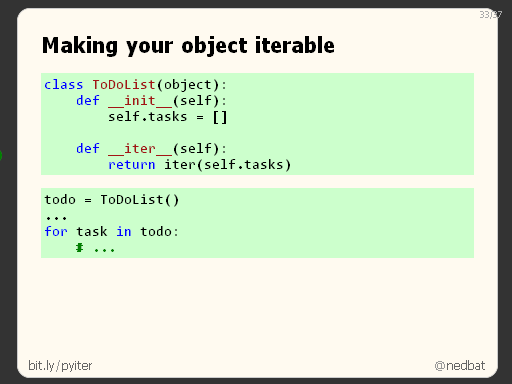 33/37
Making your object iterable
class ToDoList(object):
    def __init__(self):
        self.tasks = []
    def __iter__(self):
        return iter(self.tasks)
todo = ToDoList()
...
for task in todo:
    # ...
bit.ly/pyiter
@nedbat